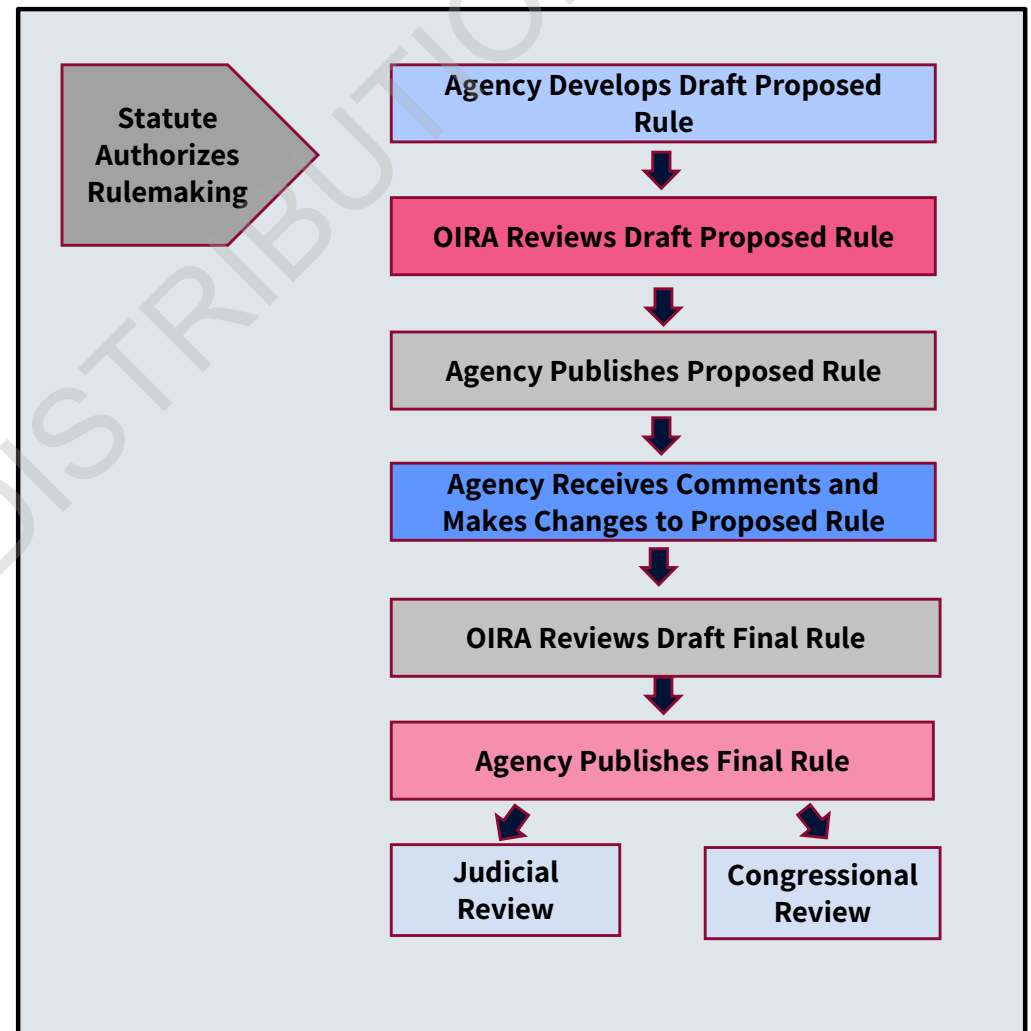 Statute
Authorizes
Rulemaking
Agency Develops Draft Proposed
Rule
OIRA Reviews Draft Proposed Rule
Agency Publishes Proposed Rule
Agency Receives Comments and
Makes Changes to Proposed Rule
OIRA Reviews Draft Final Rule
Agency Publishes Final Rule
Judicial
Review
Congressional
Review
DISTRIBUTION